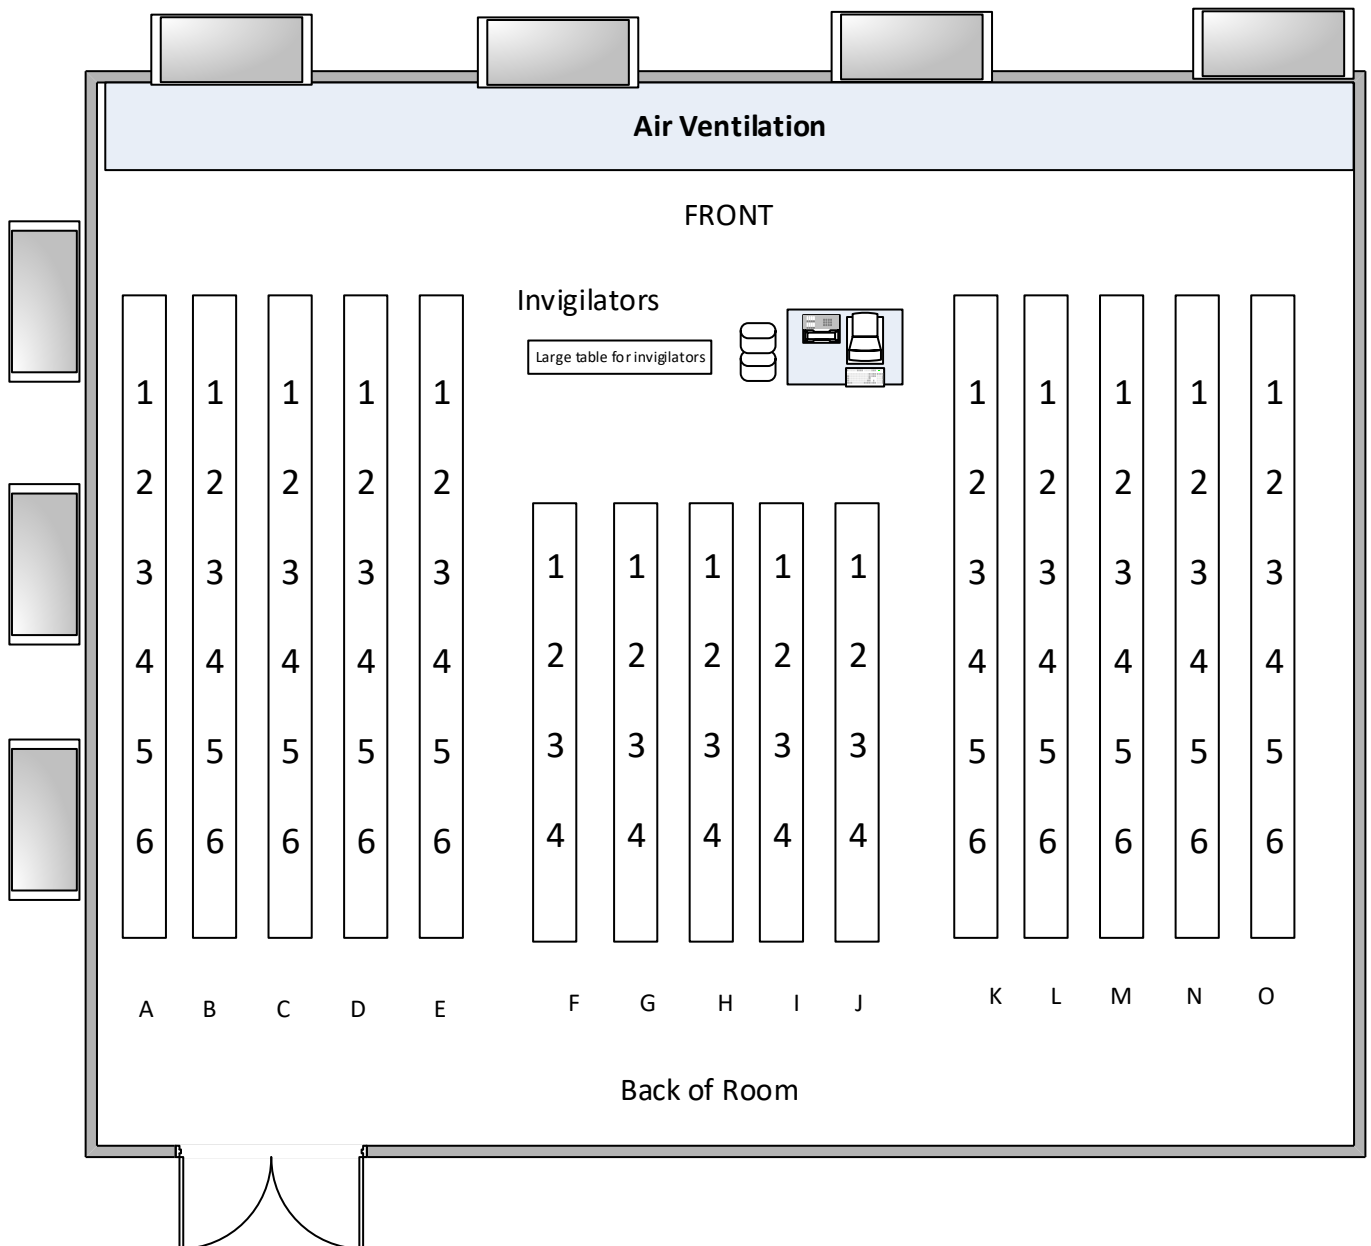 Air Ventilation
FRONT
Invigilators
Large table for invigilators
1 1 1 1 1 1 1 1 1 1
2 2 2 2 2 2 2 2 2 2
1 1 1 1 1
3 3 3 3 3 3 3 3 3 3
2 2 2 2 2
4 4 4 4 4 4 4 4 4 4
3 3 3 3 3
5 5 5 5 5 5 5 5 5 5
4 4 4 4 4
6 6 6 6 6 6 6 6 6 6
A B C D E F G H I J K L M N O
Back of Room